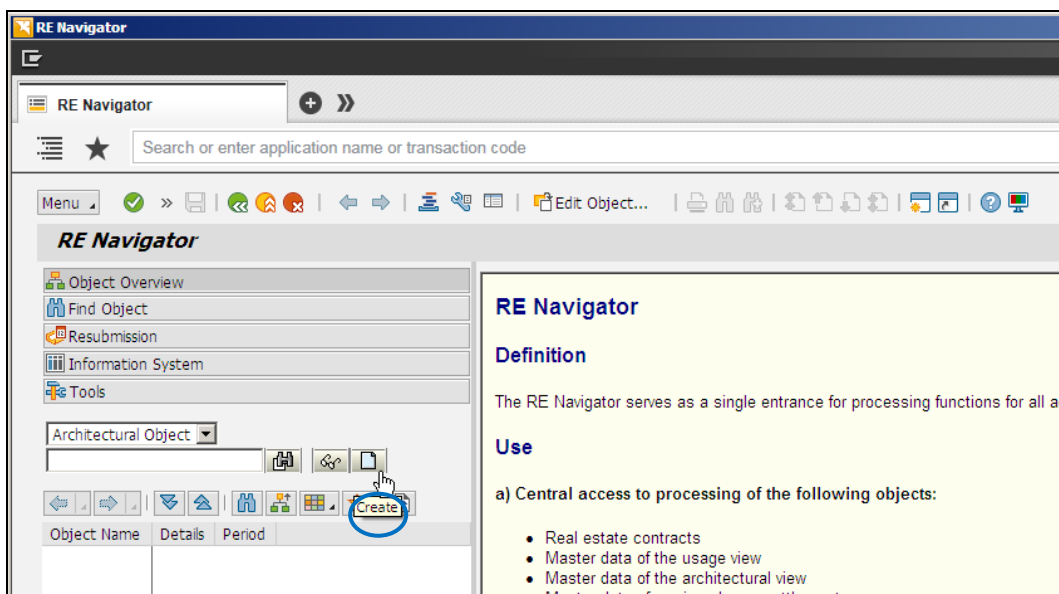 RE Navigator
RE Navigator
Search or enter application name or transaction code
Menu
Edit Object...
RE Navigator
Object Overview
Find Object
Resubmission
Information System
Tools
Architectural Object
Create
Object Name Details Period
RE Navigator
Definition
The RE Navigator serves as a single entrance for processing functions for all a
Use
a) Central access to processing of the following objects:
• Real estate contracts
• Master data of the usage view
• Master data of the architectural view